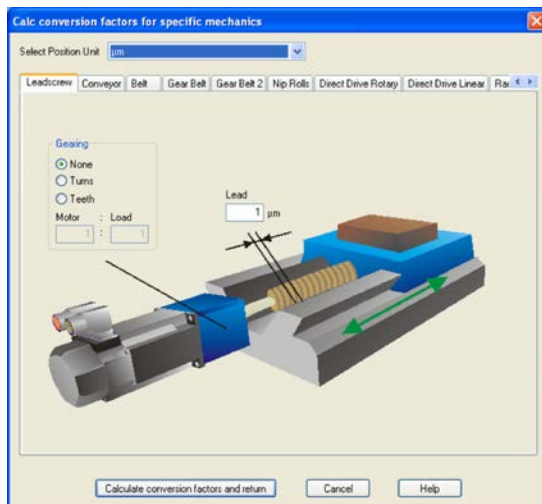 Calc conversion factors for specific mechanics
Select Position Unit µm
Leadscrew Conveyor Belt Gear Belt Gear Belt 2 Nip Rolls Direct Drive Rotary Direct Drive Linear Ra
Gearing
None
Turns
Teeth
Motor : Load
1 : 1
Lead
1 µm
Calculate conversion factors and return Cancel Help